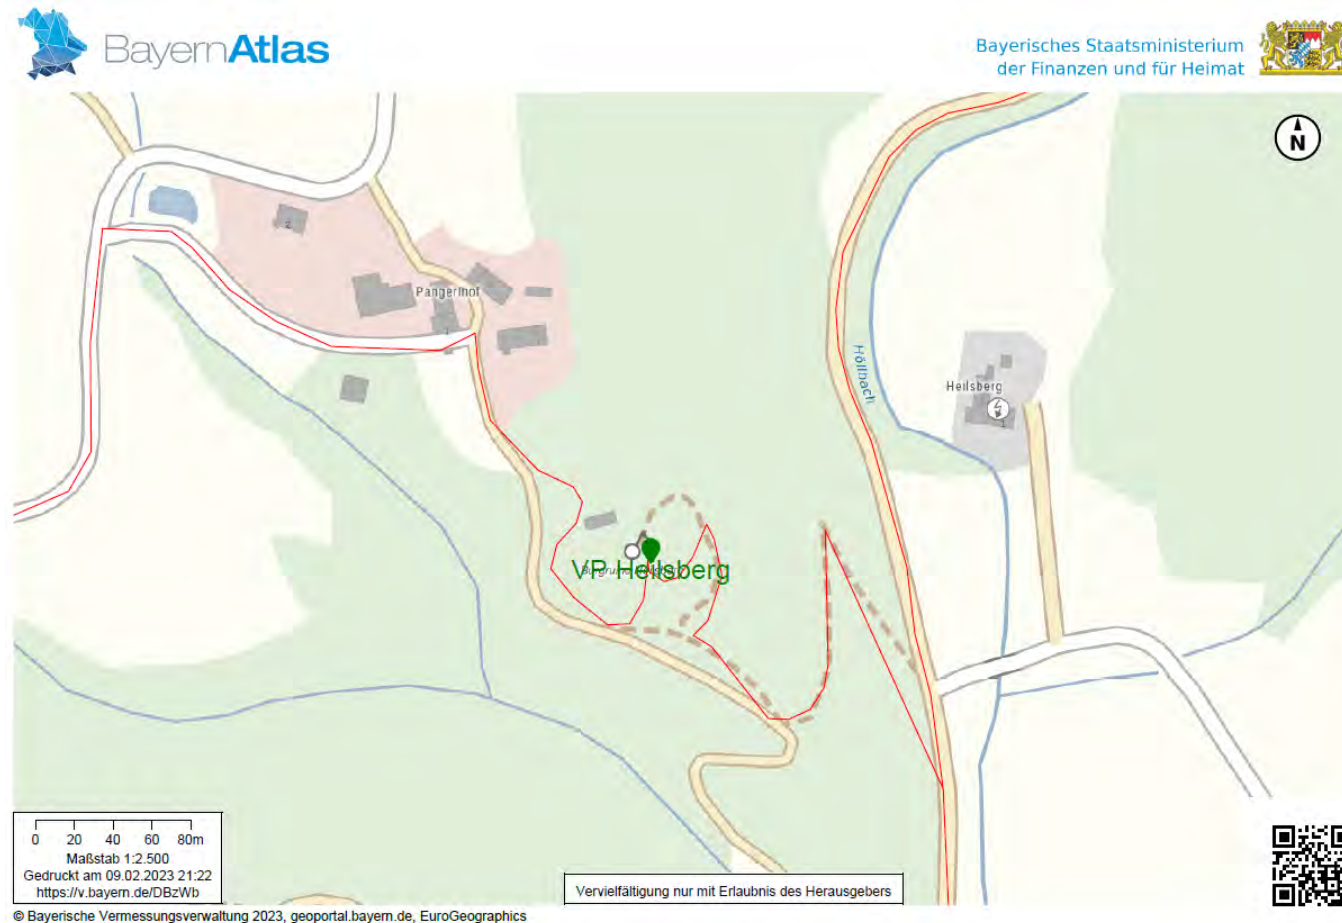 BayernAtlas
Bayerisches Staatsministerium
der Finanzen und für Heimat
N
Pangerlhof
Höllbach
Heilsberg
VP Heilsberg
0 20 40 60 80m
Maßstab 1:2.500
Gedruckt am 09.02.2023 21:22
https://v.bayern.de/DBzWb
Vervielfältigung nur mit Erlaubnis des Herausgebers
© Bayerische Vermessungsverwaltung 2023, geoportal.bayern.de, EuroGeographics